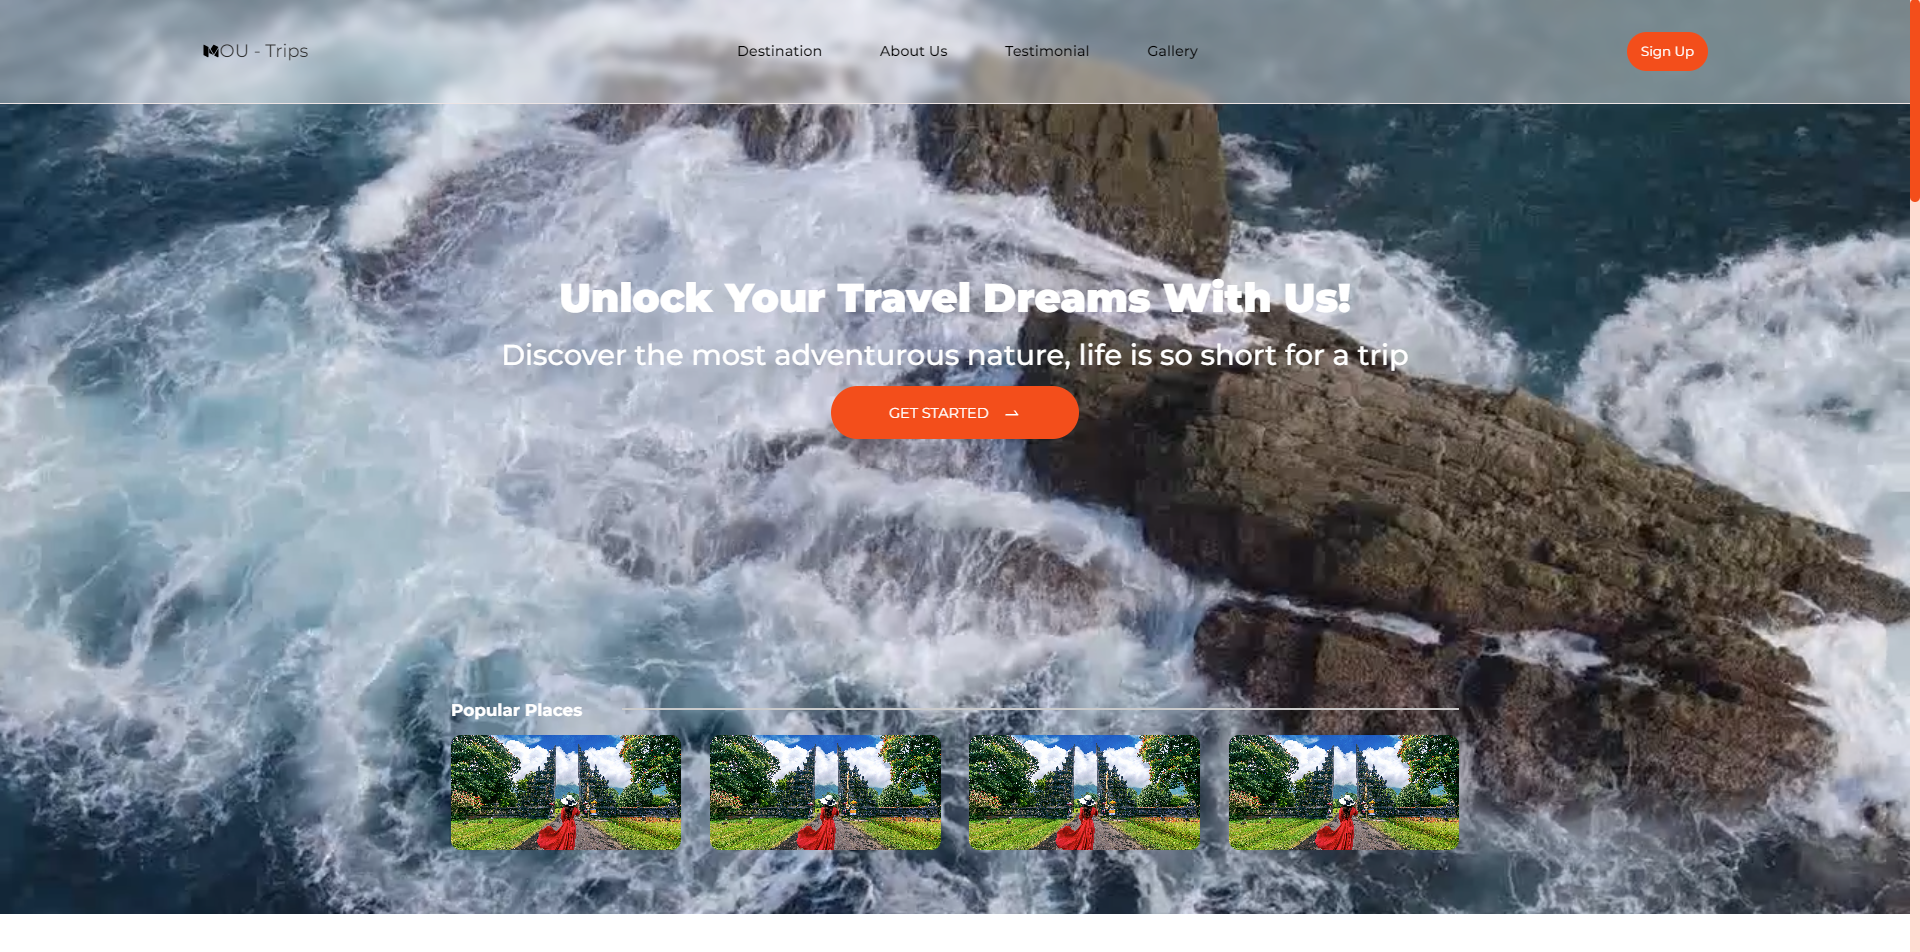 MOU - Trips
Destination
About Us
Testimonial
Gallery
Sign Up
Unlock Your Travel Dreams With Us!
Discover the most adventurous nature, life is so short for a trip
GET STARTED
Popular Places